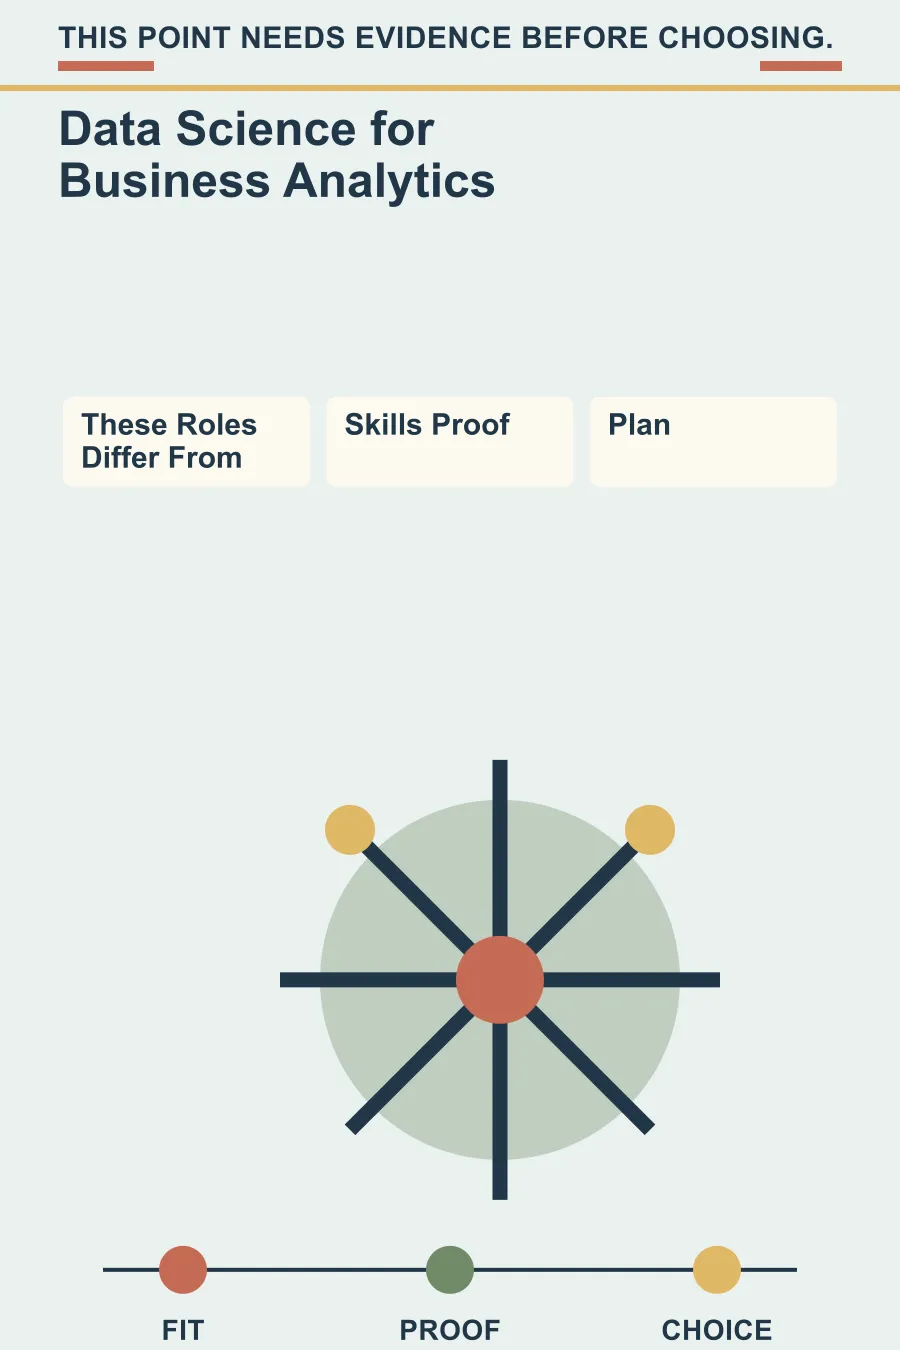 THIS POINT NEEDS EVIDENCE BEFORE CHOOSING.
Data Science for
Business Analytics
These Roles
Differ From
Skills Proof
Plan
FIT
PROOF
CHOICE